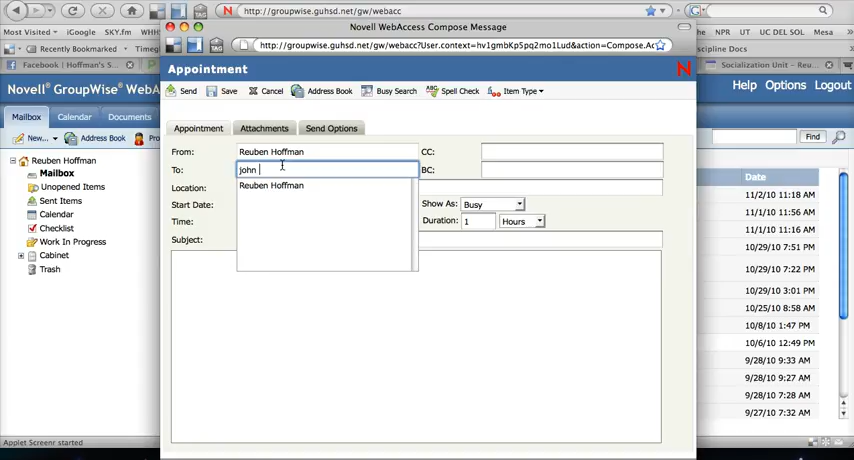 http://groupwise.guhsd.net/gw/webacc
Most Visited iGoogle SKY.fm WHS NPR UT UC DEL SOL Mesa
Recently Bookmarked Timeg
Facebook | Hoffman's S Socialization Unit - Reu
Novell WebAccess Compose Message
http://groupwise.guhsd.net/gw/webacc?User.context=hv1gmbKpSpq2mo1Lud&action=Compose.Ac
Appointment
Send Save Cancel Address Book Busy Search Spell Check Item Type
Appointment Attachments Send Options
From: Reuben Hoffman CC:
To: john BC:
Reuben Hoffman
Location:
Start Date: Show As: Busy
Time: Duration: 1 Hours
Subject:
Novell® GroupWise® WebA
Help Options Logout
Mailbox Calendar Documents
New... Address Book Pro
Find
Reuben Hoffman
Mailbox
Unopened Items
Sent Items
Calendar
Checklist
Work In Progress
Cabinet
Trash
Date
11/2/10 11:18 AM
11/1/10 11:56 AM
11/1/10 11:16 AM
10/29/10 7:51 PM
10/29/10 7:22 PM
10/29/10 3:01 PM
10/25/10 8:58 AM
10/8/10 1:47 PM
10/6/10 12:49 PM
9/28/10 9:33 AM
9/28/10 9:27 AM
9/28/10 7:28 AM
9/27/10 7:32 AM
Applet Screenr started